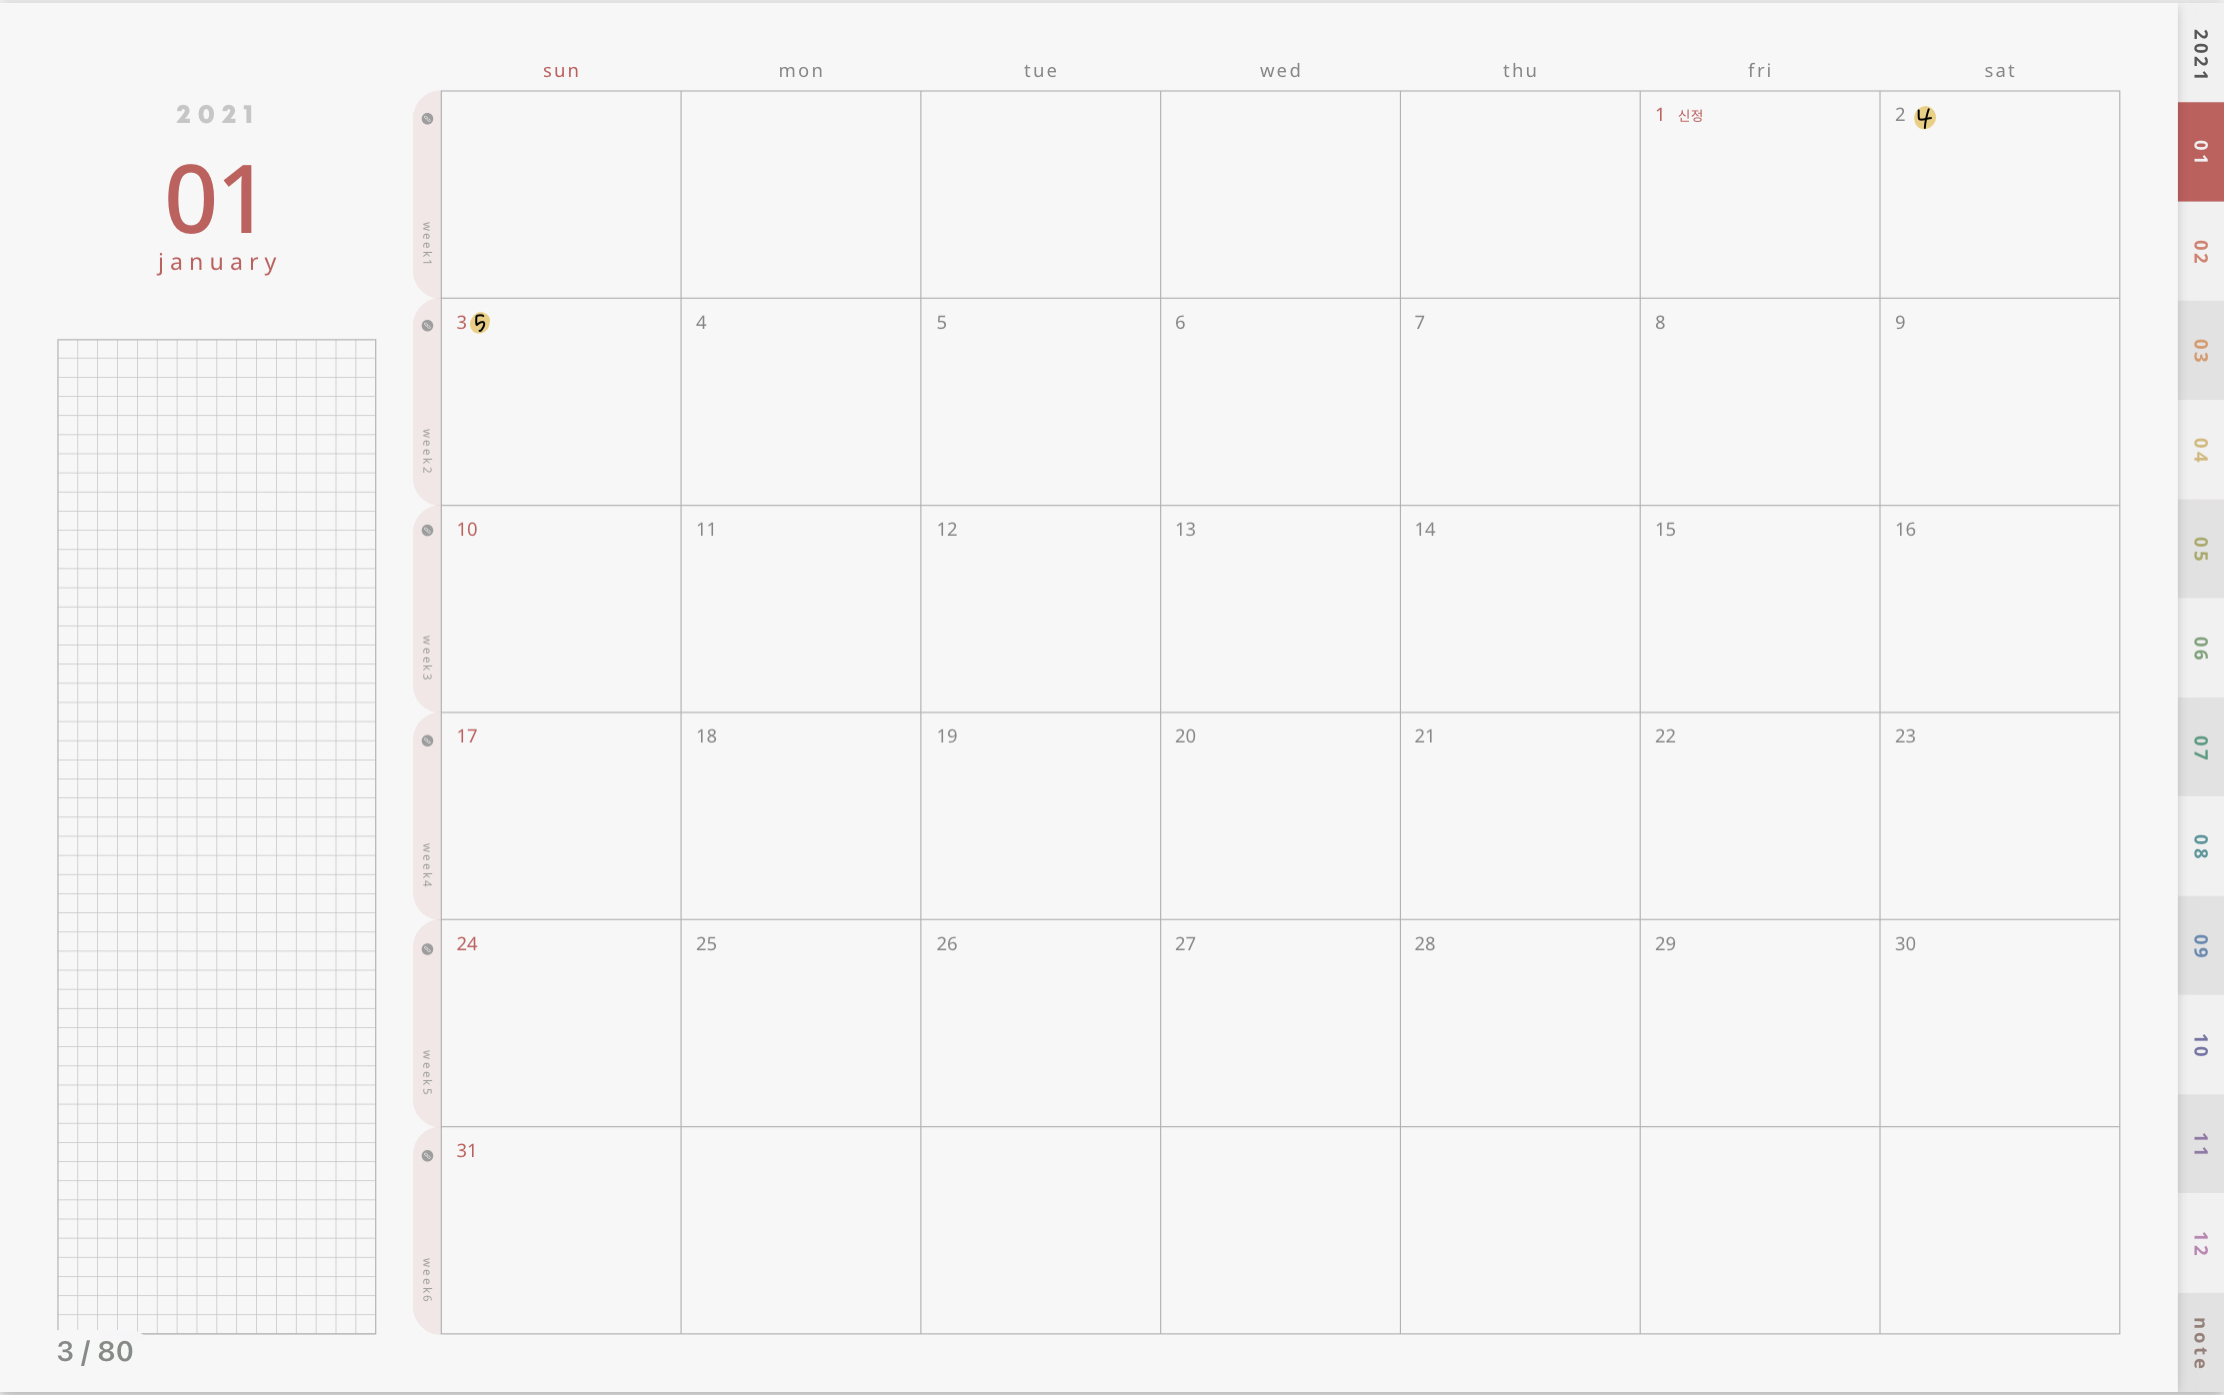 2021
01
january
sun mon tue wed thu fri sat
week1
1 신정 2 4
week2
3 5 4 5 6 7 8 9
week3
10 11 12 13 14 15 16
week4
17 18 19 20 21 22 23
week5
24 25 26 27 28 29 30
week6
31
3 / 80
2021
01
02
03
04
05
06
07
08
09
10
11
12
note